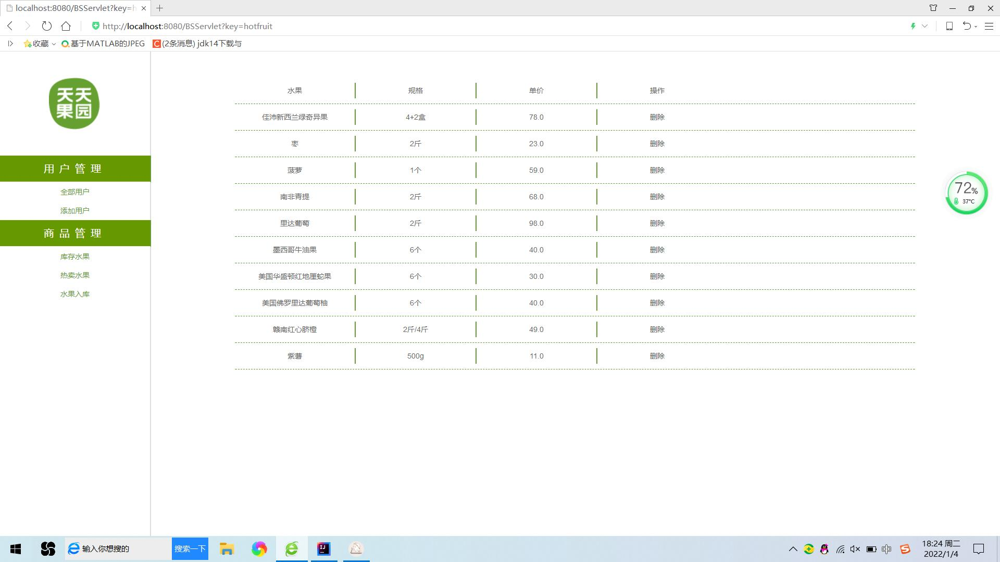 localhost:8080/BSServlet?key=h
http://localhost:8080/BSServlet?key=hotfruit
收藏 基于MATLAB的JPEG (2条消息) jdk14下载与
天天
果园
用户管理
全部用户
添加用户
商品管理
库存水果
热卖水果
水果入库
水果 规格 单价 操作
佳沛新西兰绿奇异果 4+2盒 78.0 删除
枣 2斤 23.0 删除
菠萝 1个 59.0 删除
南非青提 2斤 68.0 删除
里达葡萄 2斤 98.0 删除
墨西哥牛油果 6个 40.0 删除
美国华盛顿红地厘蛇果 6个 30.0 删除
美国佛罗里达葡萄柚 6个 40.0 删除
赣南红心脐橙 2斤/4斤 49.0 删除
紫薯 500g 11.0 删除
72%
37°C
输入你想搜的 搜索一下
IJ
中
18:24 周二
2022/1/4